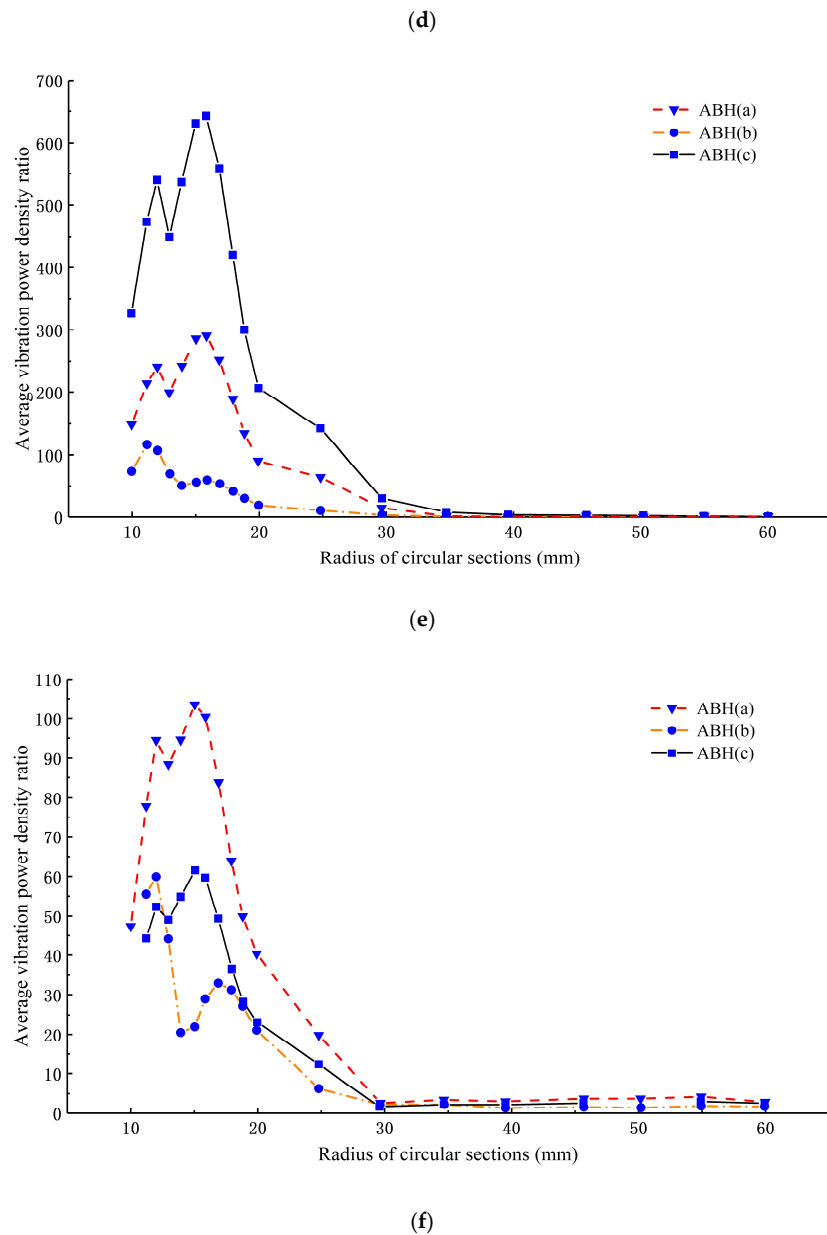 (d)
700
600
500
400
300
200
100
0
Average vibration power density ratio
ABH(a)
ABH(b)
ABH(c)
10 20 30 40 50 60
Radius of circular sections (mm)
(e)
110
100
90
80
70
60
50
40
30
20
10
0
Average vibration power density ratio
ABH(a)
ABH(b)
ABH(c)
10 20 30 40 50 60
Radius of circular sections (mm)
(f)